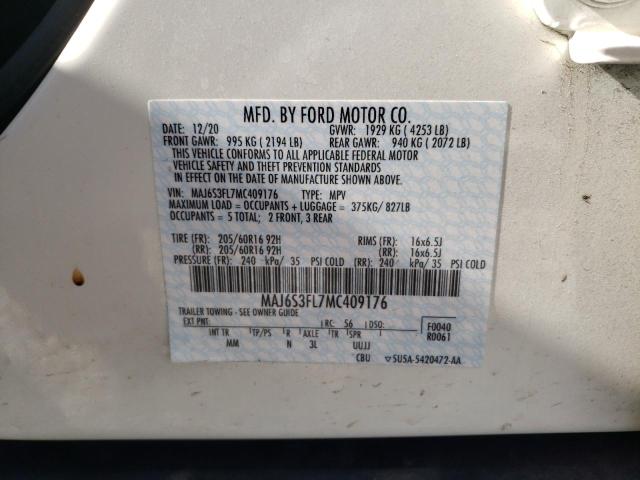 MFD. BY FORD MOTOR CO.
12/20 GVWR: 1929 KG ( 4253 LB)
FRONT GAWR: 995 KG ( 2194 LB) REAR GAWR: 940 KG ( 2072 LB)
THIS VEHICLE CONFORMS TO ALL APPLICABLE FEDERAL MOTOR
VEHICLE SAFETY AND THEFT PREVENTION STANDARDS
IN EFFECT ON THE DATE OF MANUFACTURE SHOWN ABOVE.
VIN: MAJ6S3FL7MC409176 TYPE: MPV
MAXIMUM LOAD = OCCUPANTS + LUGGAGE = 375KG/ 827LB
OCCUPANTS = 5 TOTAL; 2 FRONT, 3 REAR
TIRE (FR): 205/60R16 92H RIMS (FR): 16x6.5J
(RR): 205/60R16 92H (RR): 16x6.5J
PRESSURE (FR): 240 kPa/ 35 PSI COLD (RR): 240 kPa/ 35 PSI COLD
MAJ6S3FL7MC409176
TRAILER TOWING - SEE OWNER GUIDE
EXT PNT: RC: 56 DSO: F0040
INT TR TP/PS R AXLE TR SPR R0061
MM N 3L UUJJ
CBU 5U5A-5420472-AA